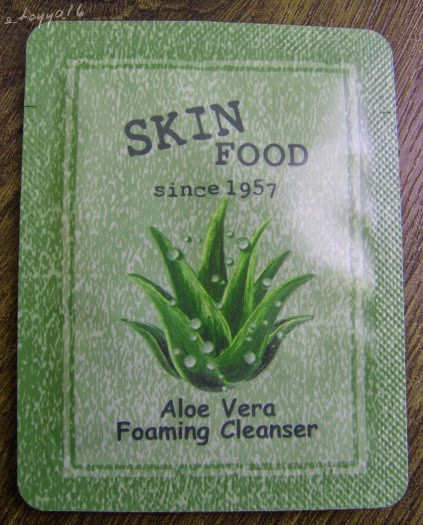 SKIN
FOOD
since 1957
Aloe Vera
Foaming Cleanser